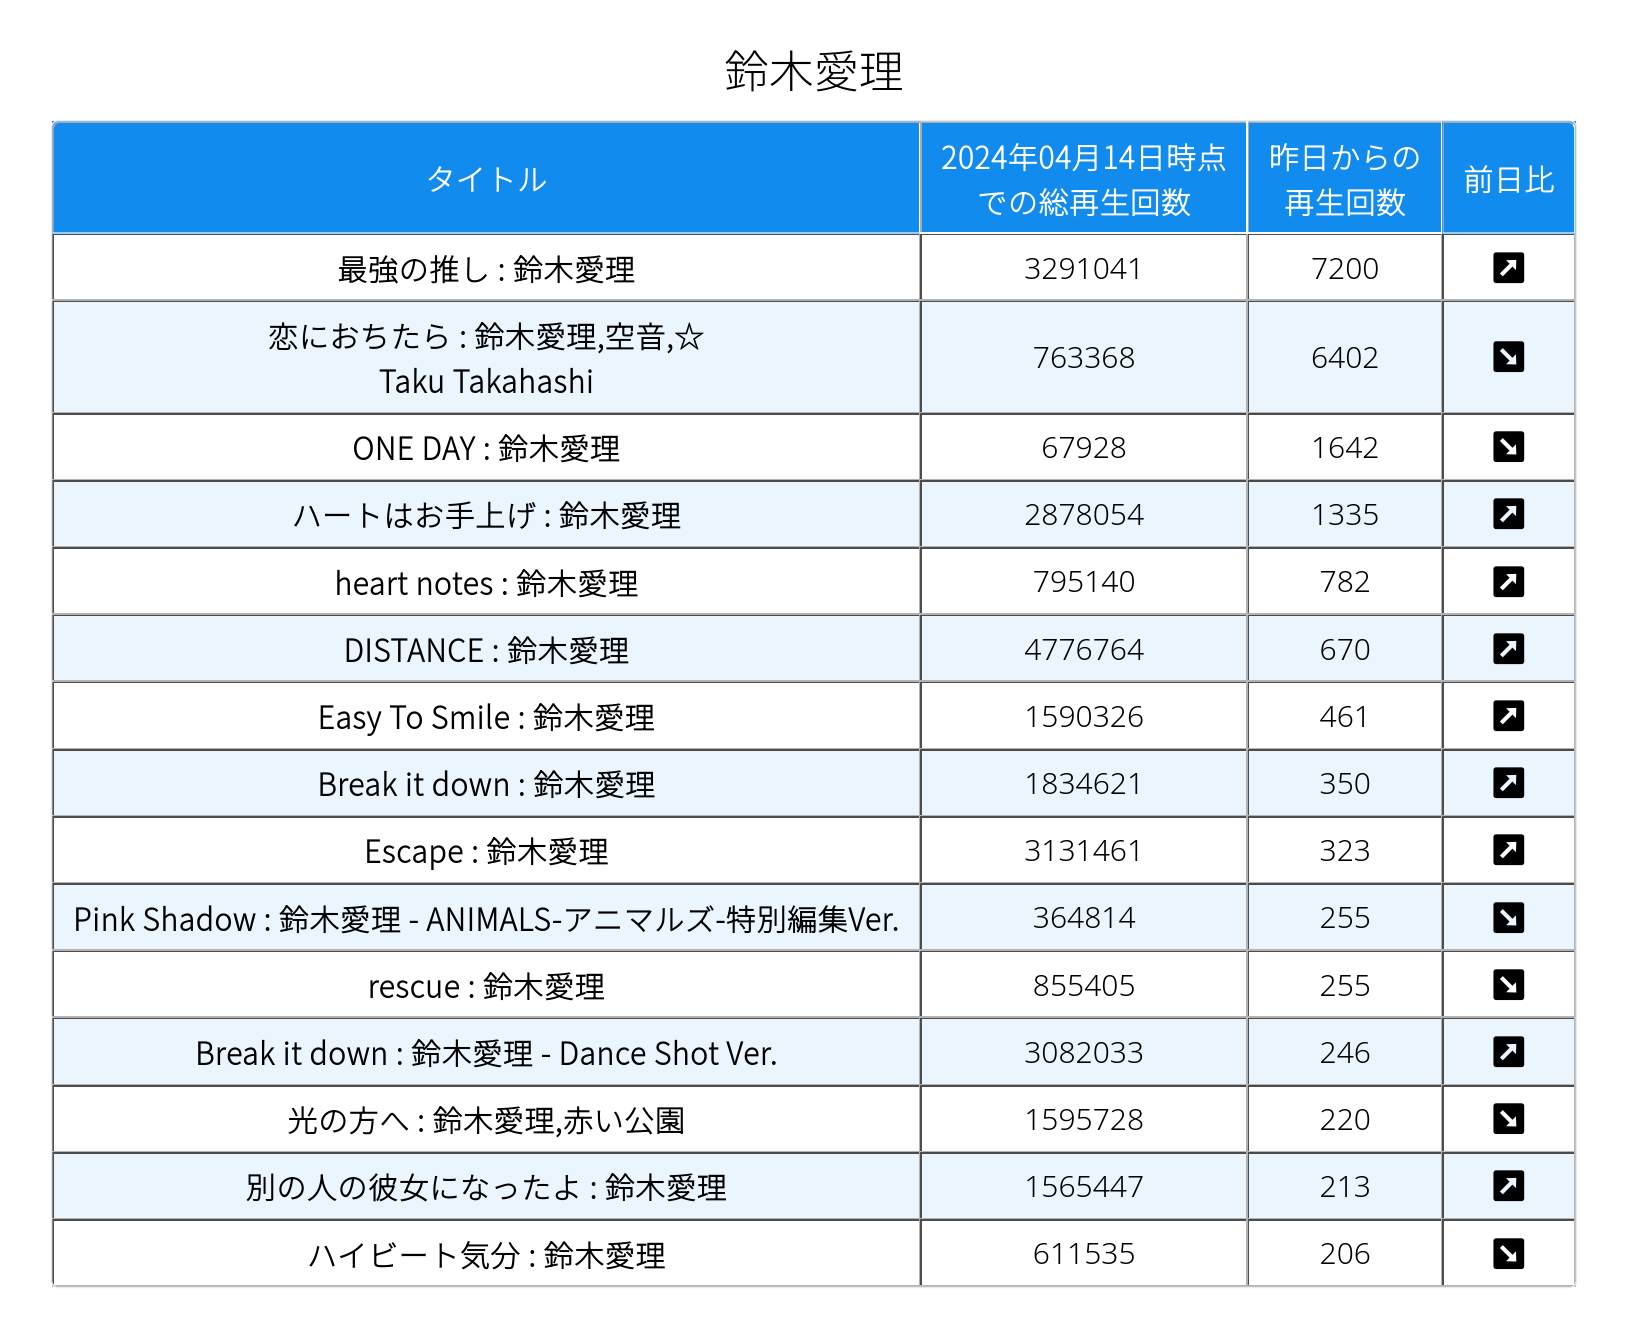 鈴木愛理
タイトル
2024年04月14日時点
での総再生回数
昨日からの
再生回数
前日比
最強の推し : 鈴木愛理 3291041 7200
恋におちたら : 鈴木愛理,空音,☆
Taku Takahashi
763368 6402
ONE DAY : 鈴木愛理 67928 1642
ハートはお手上げ : 鈴木愛理 2878054 1335
heart notes : 鈴木愛理 795140 782
DISTANCE : 鈴木愛理 4776764 670
Easy To Smile : 鈴木愛理 1590326 461
Break it down : 鈴木愛理 1834621 350
Escape : 鈴木愛理 3131461 323
Pink Shadow : 鈴木愛理 - ANIMALS-アニマルズ-特別編集Ver. 364814 255
rescue : 鈴木愛理 855405 255
Break it down : 鈴木愛理 - Dance Shot Ver. 3082033 246
光の方へ : 鈴木愛理,赤い公園 1595728 220
別の人の彼女になったよ : 鈴木愛理 1565447 213
ハイビート気分 : 鈴木愛理 611535 206